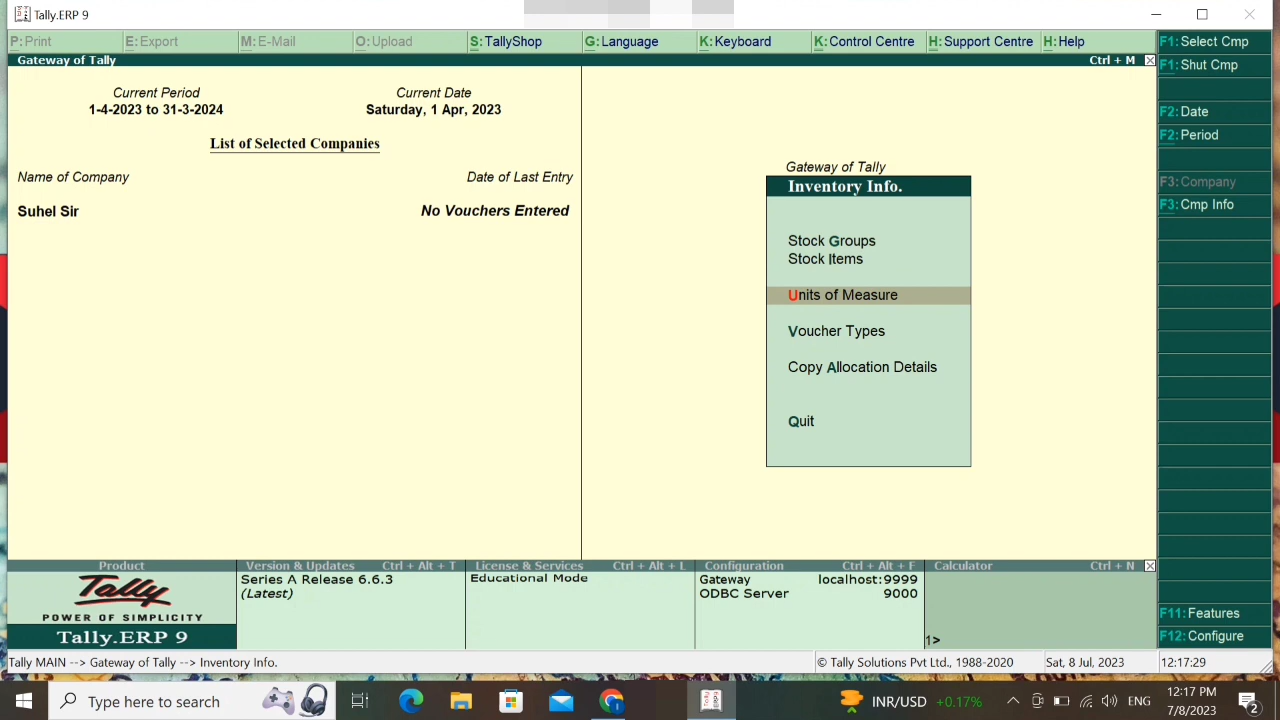 Tally.ERP 9
P: Print E: Export M: E-Mail O: Upload S: TallyShop G: Language K: Keyboard K: Control Centre H: Support Centre H: Help
F1: Select Cmp
Gateway of Tally Ctrl + M
F1: Shut Cmp
Current Period Current Date
1-4-2023 to 31-3-2024 Saturday, 1 Apr, 2023
F2: Date
F2: Period
List of Selected Companies
Name of Company Date of Last Entry
Suhel Sir No Vouchers Entered
Gateway of Tally
Inventory Info.
Stock Groups
Stock Items
Units of Measure
Voucher Types
Copy Allocation Details
Quit
F3: Company
F3: Cmp Info
F11: Features
F12: Configure
Product
Tally
POWER OF SIMPLICITY
Tally.ERP 9
Version & Updates Ctrl + Alt + T
Series A Release 6.6.3
(Latest)
License & Services Ctrl + Alt + L
Educational Mode
Configuration Ctrl + Alt + F
Gateway localhost:9999
ODBC Server 9000
Calculator Ctrl + N
1>
Tally MAIN --> Gateway of Tally --> Inventory Info. © Tally Solutions Pvt Ltd., 1988-2020 Sat, 8 Jul, 2023 12:17:29
Type here to search INR/USD +0.17% ENG 12:17 PM
7/8/2023 2